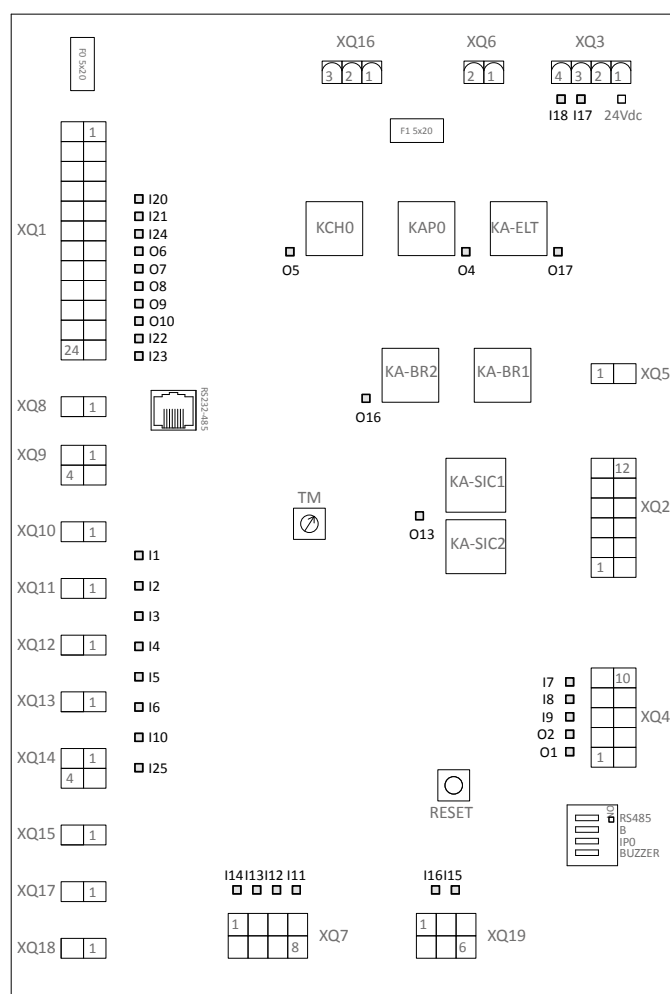 XQ16 XQ6 XQ3
F0 5x20
3 2 1 2 1 4 3 2 1
I18 I17 24Vdc
F1 5x20
1
I20
I21
KCH0 KAP0 KA-ELT
XQ1
I24
O6
O5 O4 O17
O7
O8
O9
O10
I22
24
I23
KA-BR2 KA-BR1
1 XQ5
XQ8 1
RS232-485
O16
XQ9 1
4
12
KA-SIC1
TM
XQ2
XQ10 1
O13
KA-SIC2
I1
1
XQ11 1
I2
I3
XQ12 1
I4
I5
I7 10
XQ13 1
I8
I6
I9 XQ4
O2
I10
O1 1
XQ14 1
4
I25
RESET
ON
RS485
B
IP0
BUZZER
XQ15 1
I14 I13 I12 I11 I16 I15
XQ17 1
1 1
XQ7 XQ19
8 6
XQ18 1